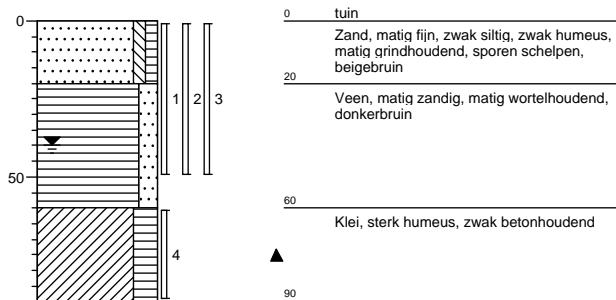 0
50
1 2 3
4
0 tuin
Zand, matig fijn, zwak siltig, zwak humeus,
matig grindhoudend, sporen schelpen,
beigebruin
20
Veen, matig zandig, matig wortelhoudend,
donkerbruin
60
Klei, sterk humeus, zwak betonhoudend
90